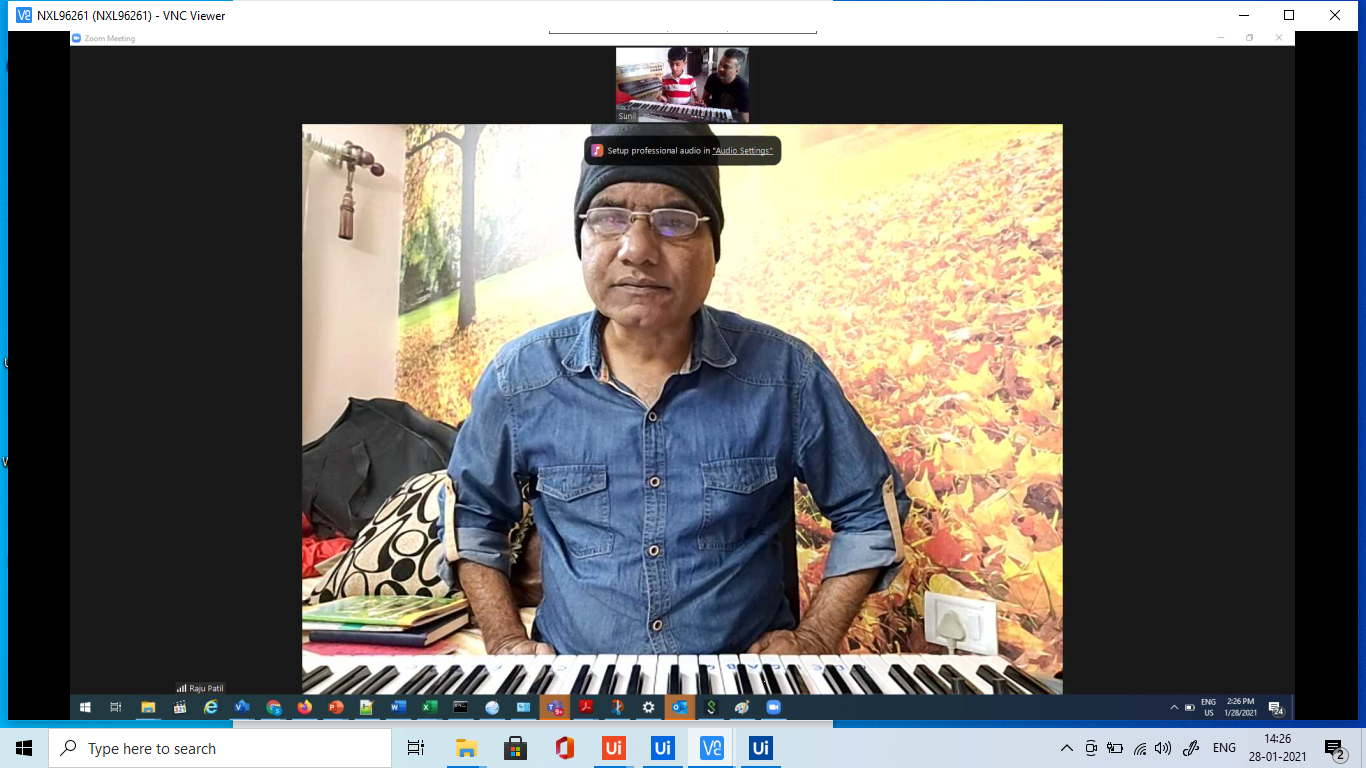 NXL96261 (NXL96261) - VNC Viewer
Zoom Meeting
Sunil
Setup professional audio in "Audio Settings"
Raju Patil
ENG
US
2:26 PM
1/28/2021
24
Type here to search
ENG
14:26
28-01-2021
2